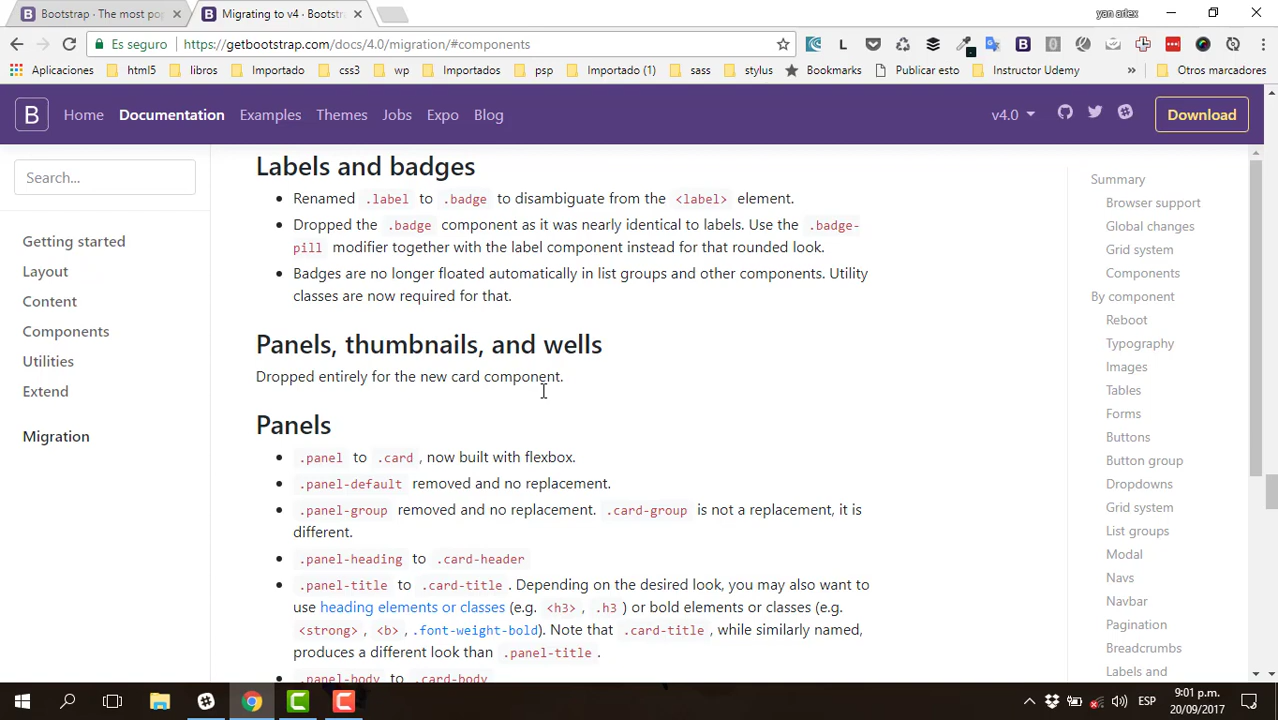 Bootstrap · The most pop
Migrating to v4 · Bootstr
yan artex
Es seguro
https://getbootstrap.com/docs/4.0/migration/#components
Aplicaciones
html5
libros
Importado
css3
wp
Importados
psp
Importado (1)
sass
stylus
Bookmarks
Publicar esto
Instructor Udemy
»
Otros marcadores
B
Home
Documentation
Examples
Themes
Jobs
Expo
Blog
v4.0
Download
Search...
Getting started
Layout
Content
Components
Utilities
Extend
Migration
Labels and badges
Renamed .label to .badge to disambiguate from the <label> element.
Dropped the .badge component as it was nearly identical to labels. Use the .badge-
pill modifier together with the label component instead for that rounded look.
Badges are no longer floated automatically in list groups and other components. Utility
classes are now required for that.
Panels, thumbnails, and wells
Dropped entirely for the new card component.
Panels
.panel to .card , now built with flexbox.
.panel-default removed and no replacement.
.panel-group removed and no replacement. .card-group is not a replacement, it is
different.
.panel-heading to .card-header
.panel-title to .card-title . Depending on the desired look, you may also want to
use heading elements or classes (e.g. <h3> , .h3 ) or bold elements or classes (e.g.
<strong> , <b> , .font-weight-bold). Note that .card-title , while similarly named,
produces a different look than .panel-title .
.panel-body to .card-body
Summary
Browser support
Global changes
Grid system
Components
By component
Reboot
Typography
Images
Tables
Forms
Buttons
Button group
Dropdowns
Grid system
List groups
Modal
Navs
Navbar
Pagination
Breadcrumbs
Labels and
ESP
9:01 p.m.
20/09/2017